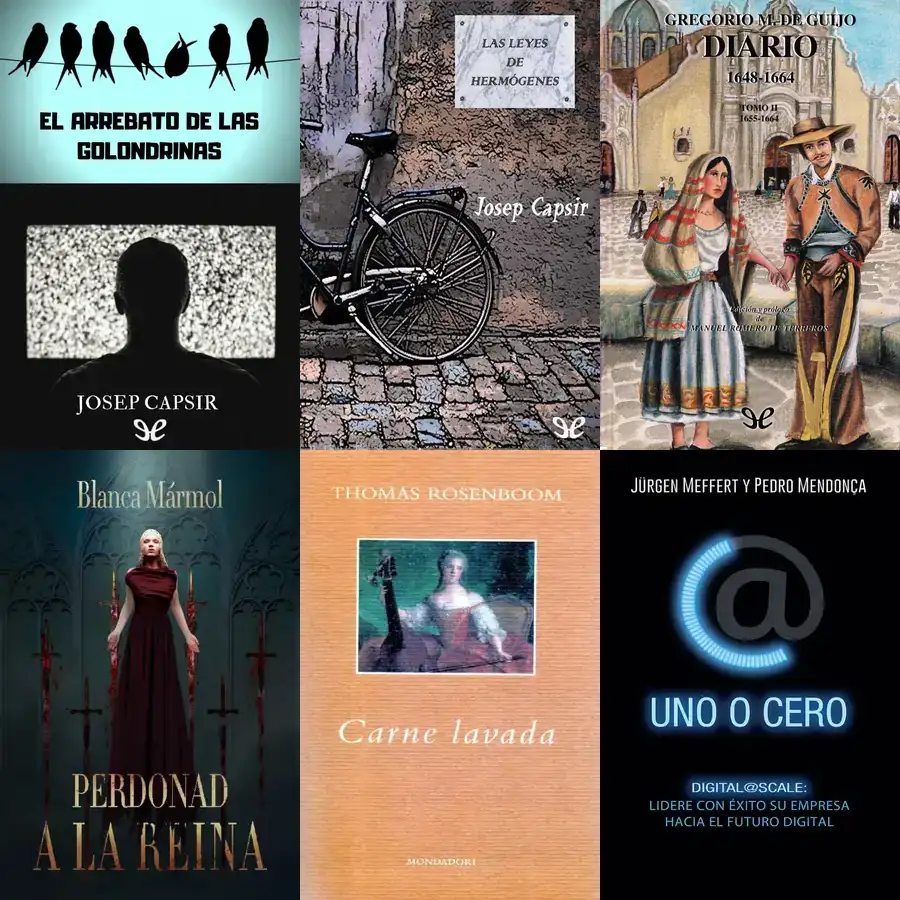 EL ARREBATO DE LAS
GOLONDRINAS
JOSEP CAPSIR
LAS LEYES
DE
HERMÓGENES
Josep Capsir
GREGORIO M. DE GUIJO
DIARIO
1648-1664
TOMO II
1655-1664
Edición y prólogo
de
MANUEL ROMERO DE TERREROS
Blanca Mármol
PERDONAD
A LA REINA
THOMAS ROSENBOOM
Carne lavada
MONDADORI
JÜRGEN MEFFERT Y PEDRO MENDONÇA
@
UNO O CERO
DIGITAL@SCALE:
LIDERE CON ÉXITO SU EMPRESA
HACIA EL FUTURO DIGITAL